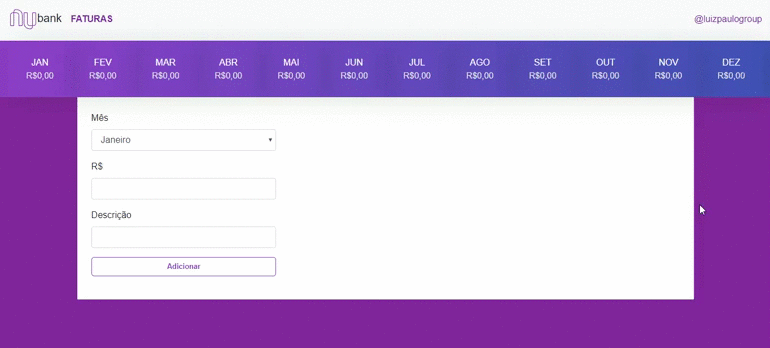 nubank FATURAS @luizpaulogroup
JAN FEV MAR ABR MAI JUN JUL AGO SET OUT NOV DEZ
R$0,00 R$0,00 R$0,00 R$0,00 R$0,00 R$0,00 R$0,00 R$0,00 R$0,00 R$0,00 R$0,00 R$0,00
Mês
Janeiro
R$
Descrição
Adicionar